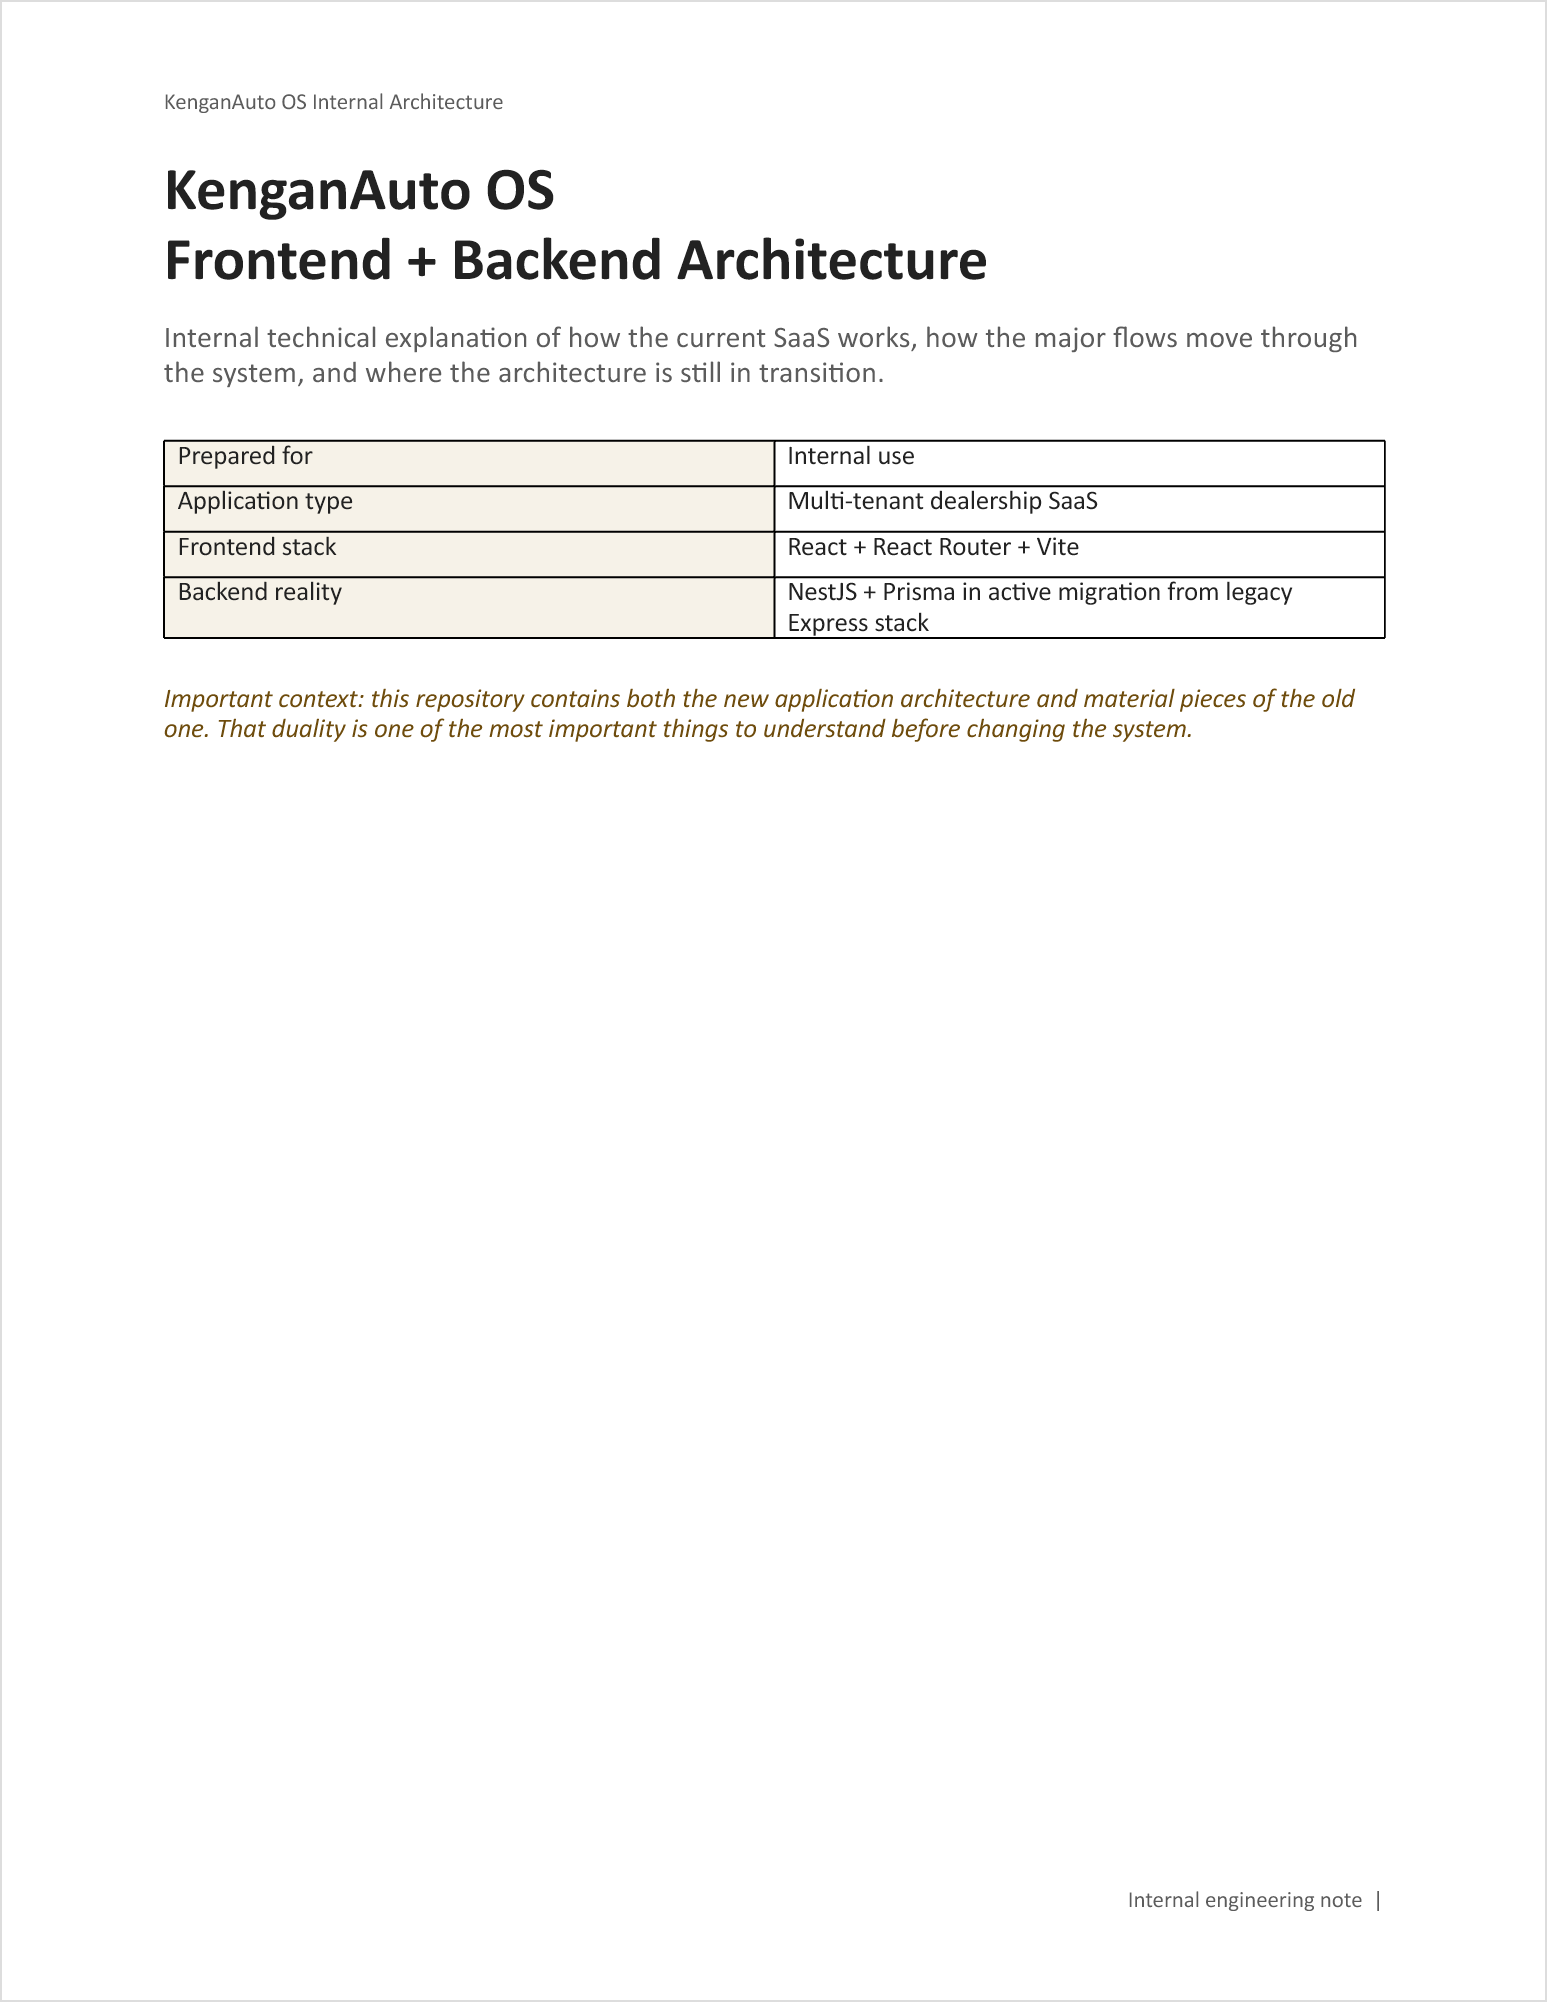 KenganAuto OS Internal Architecture
KenganAuto OS
Frontend + Backend Architecture
Internal technical explanation of how the current SaaS works, how the major flows move through
the system, and where the architecture is still in transition.
Prepared for
Internal use
Application type
Multi-tenant dealership SaaS
Frontend stack
React + React Router + Vite
Backend reality
NestJS + Prisma in active migration from legacy
Express stack
Important context: this repository contains both the new application architecture and material pieces of the old
one. That duality is one of the most important things to understand before changing the system.
Internal engineering note |